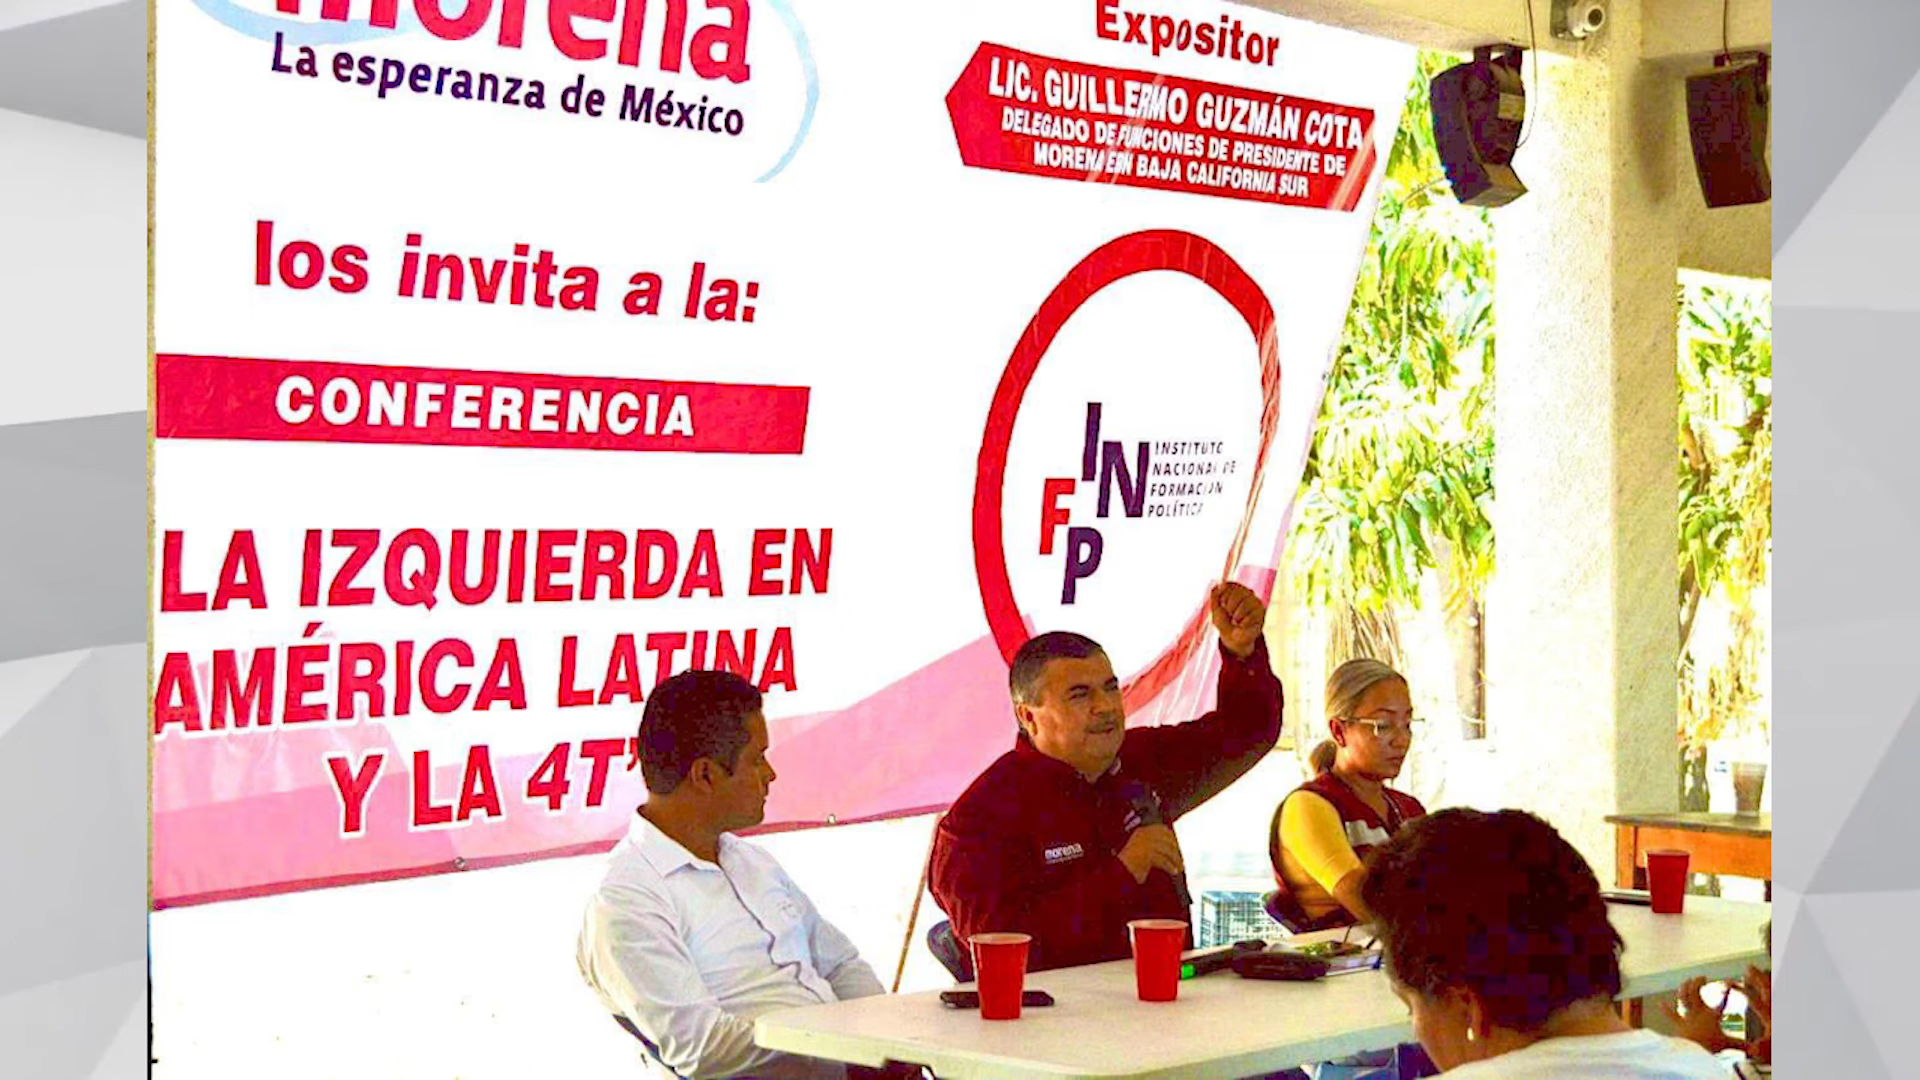 morena
La esperanza de México
los invita a la:
CONFERENCIA
LA IZQUIERDA EN
AMÉRICA LATINA
Y LA 4T"
Expositor
LIC. GUILLERMO GUZMÁN COTA
DELEGADO DE FUNCIONES DE PRESIDENTE DE
MORENA EN BAJA CALIFORNIA SUR
IN
FP
INSTITUTO
NACIONAL DE
FORMACIÓN
POLÍTICA
morena